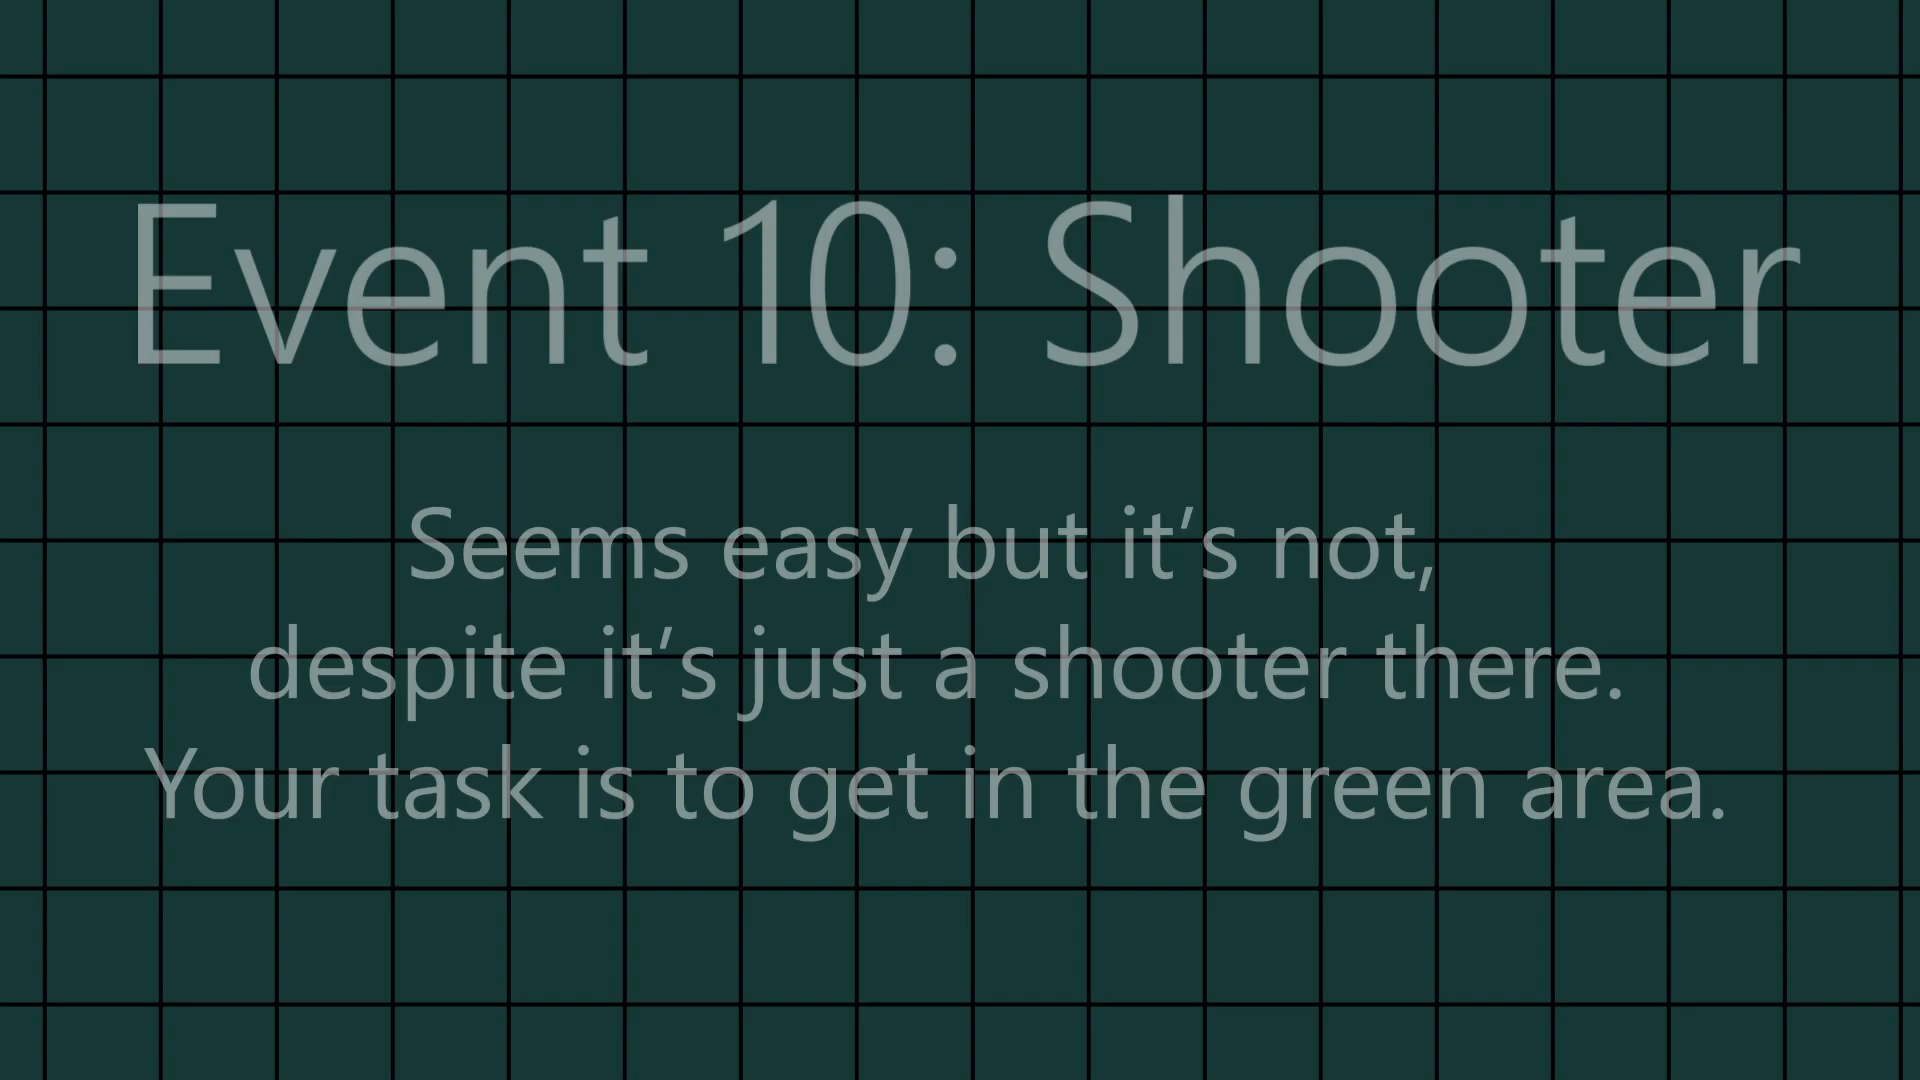 Event 10: Shooter
Seems easy but it’s not,
despite it’s just a shooter there.
Your task is to get in the green area.